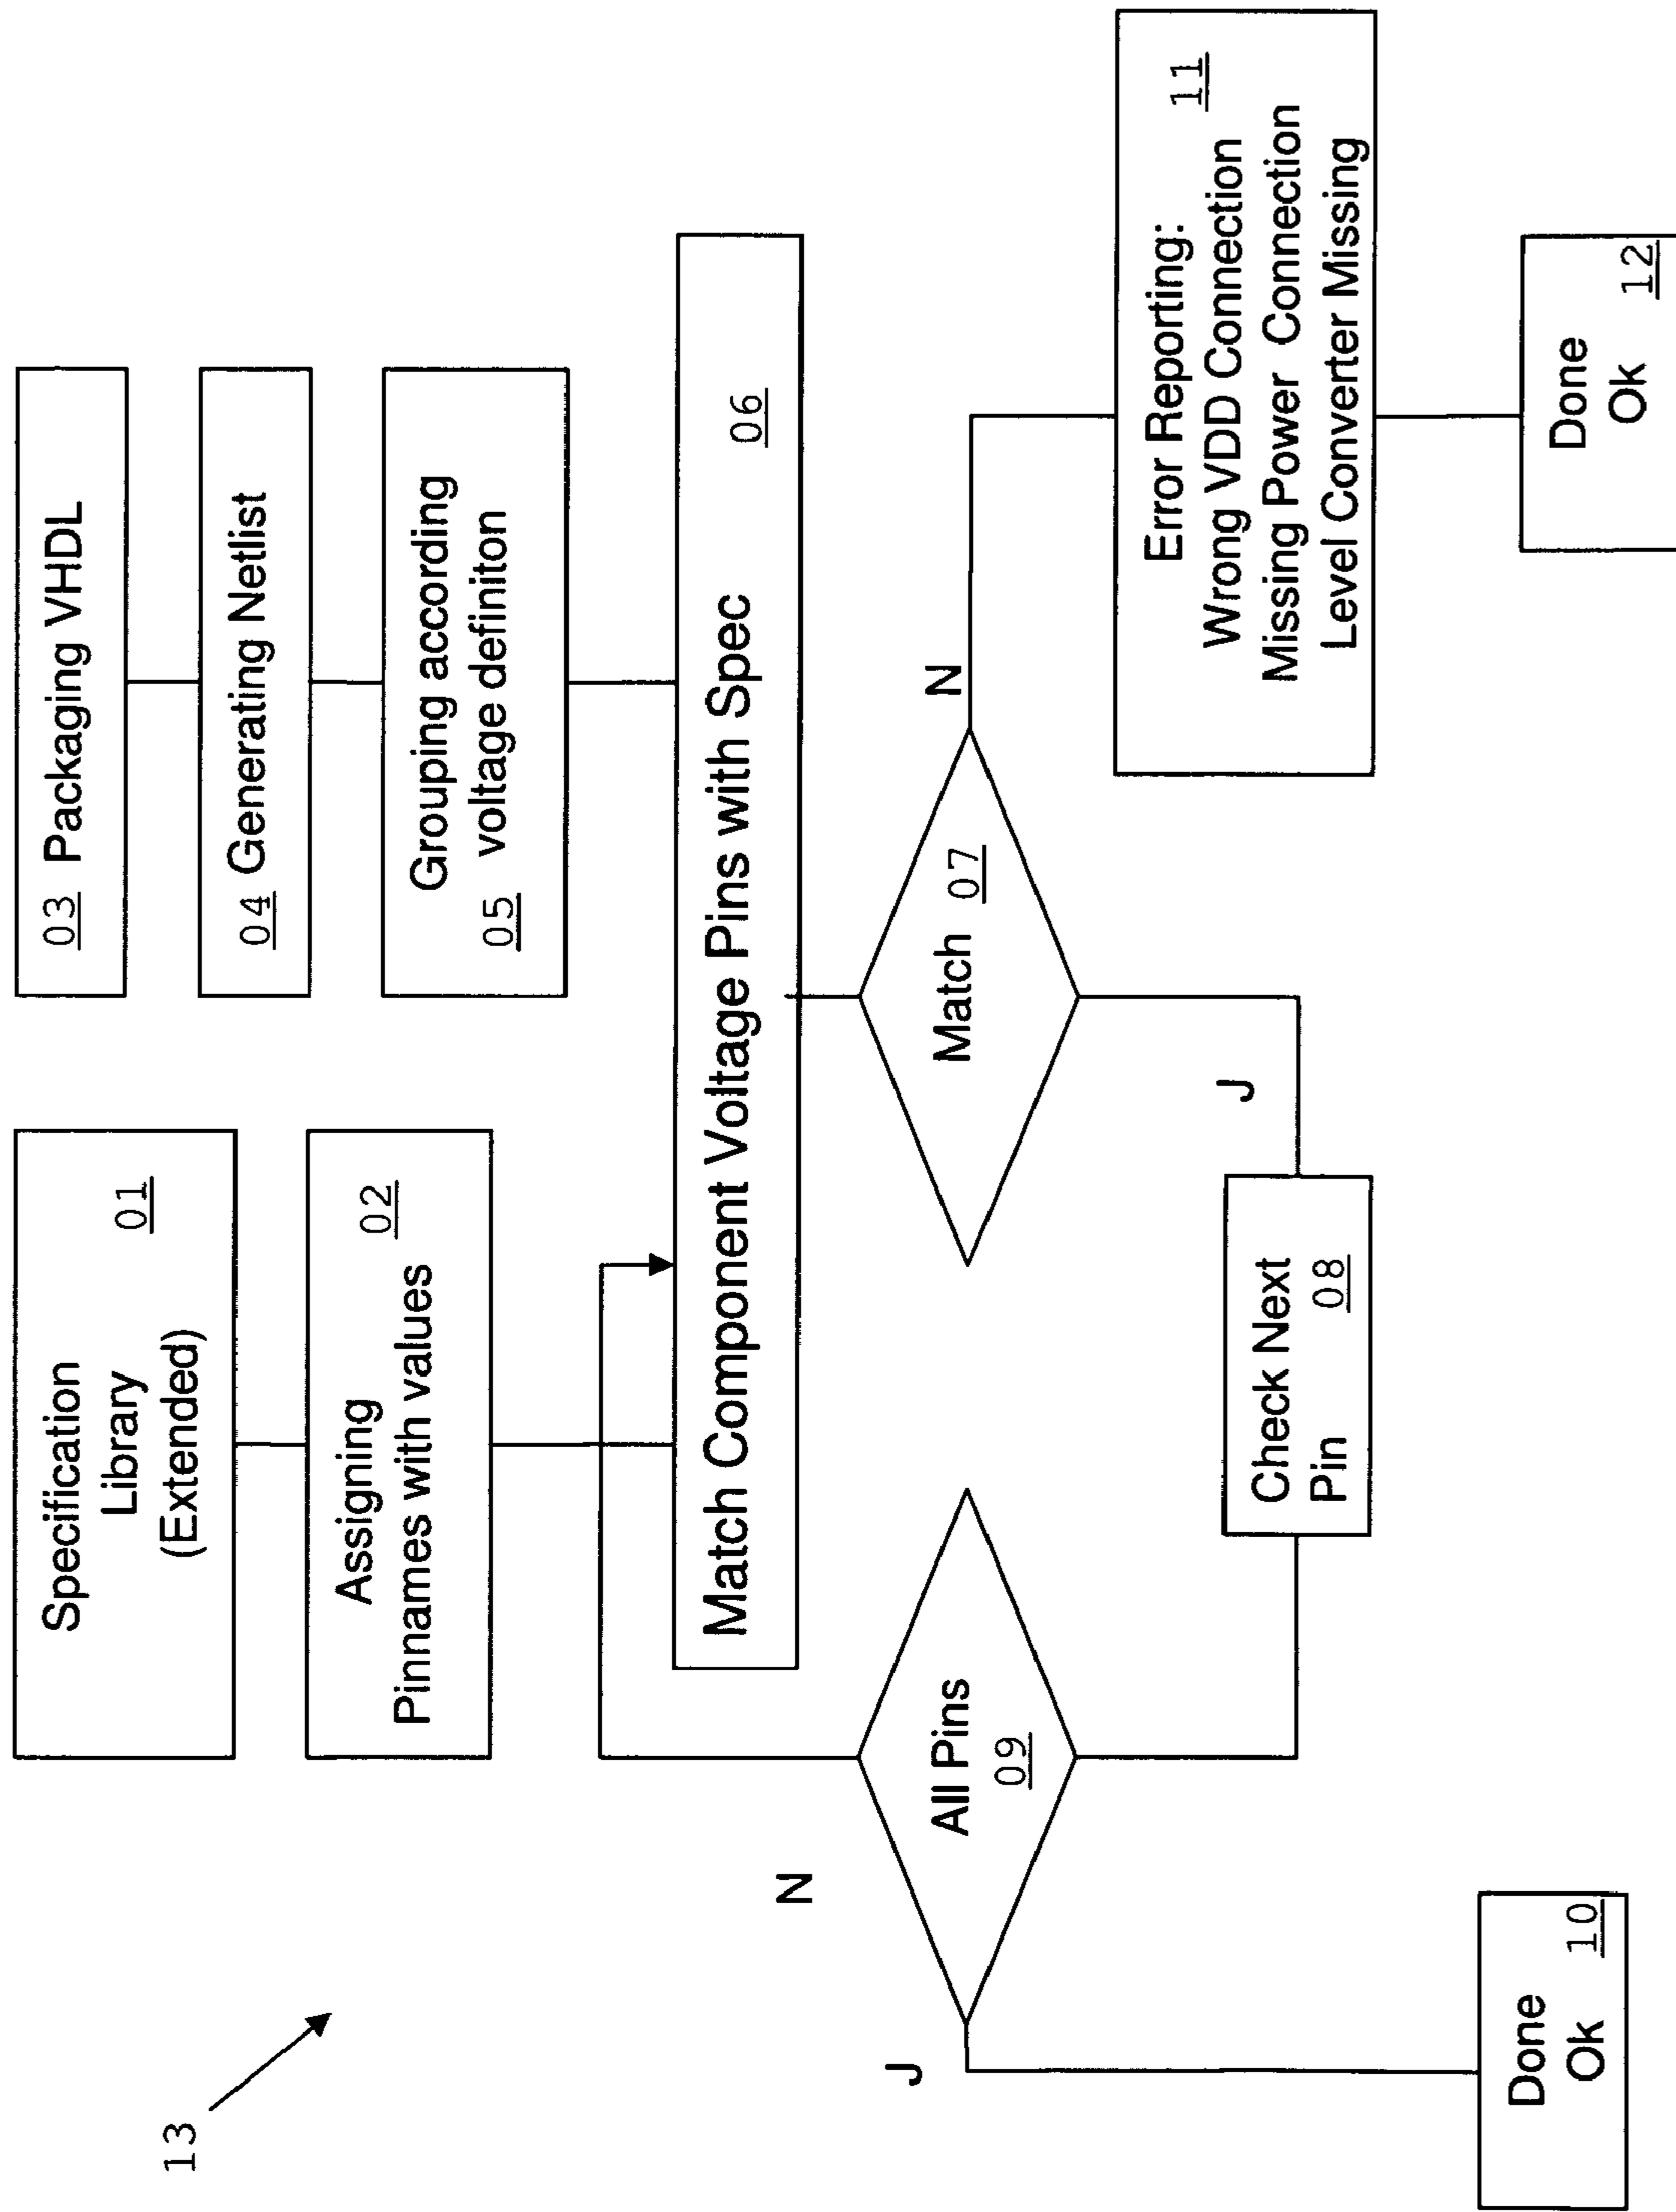 13
Specification
Library
(Extended)
01
Assigning
Pinnames with values
02
03 Packaging VHDL
04 Generating Netlist
Grouping according
05 voltage definiton
Match Component Voltage Pins with Spec 06
N
J
All Pins
09
Match 07
N
J
Check Next
Pin 08
Done
Ok 10
Error Reporting: 11
Wrong VDD Connection
Missing Power Connection
Level Converter Missing
Done
Ok 12